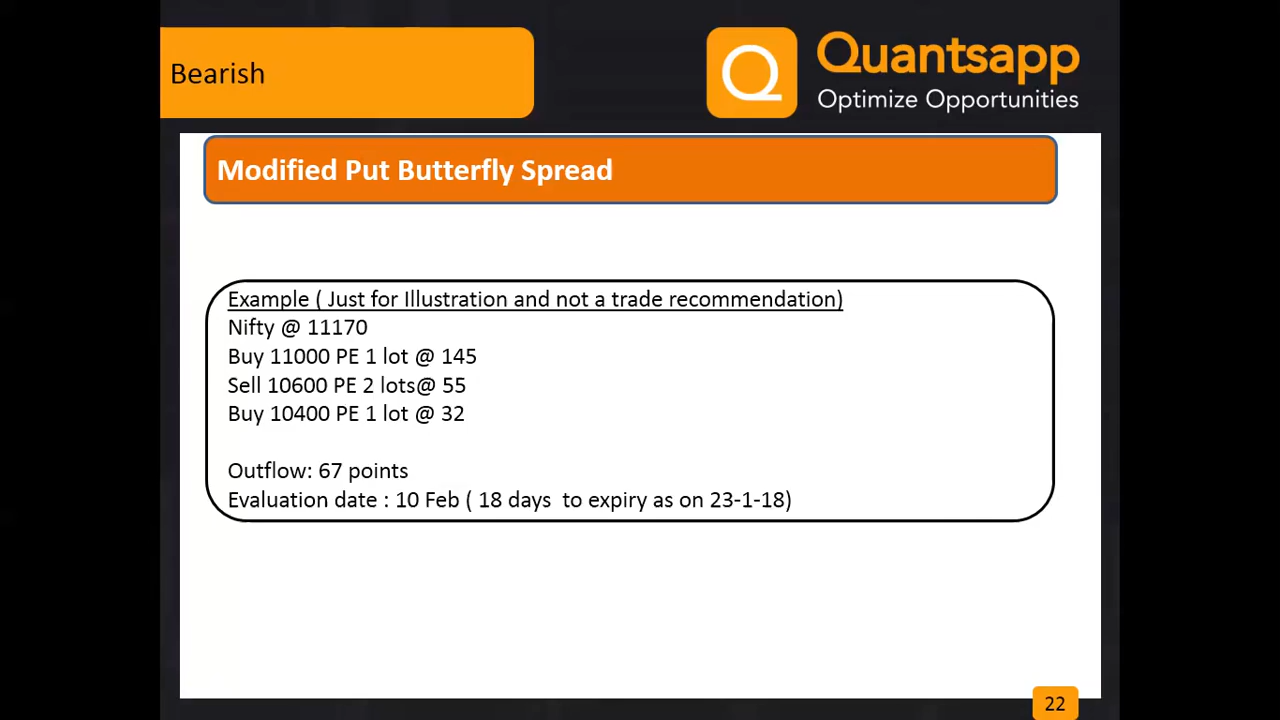 Bearish
Q
Quantsapp
Optimize Opportunities
Modified Put Butterfly Spread
Example ( Just for Illustration and not a trade recommendation)
Nifty @ 11170
Buy 11000 PE 1 lot @ 145
Sell 10600 PE 2 lots@ 55
Buy 10400 PE 1 lot @ 32
Outflow: 67 points
Evaluation date : 10 Feb ( 18 days  to expiry as on 23-1-18)
22